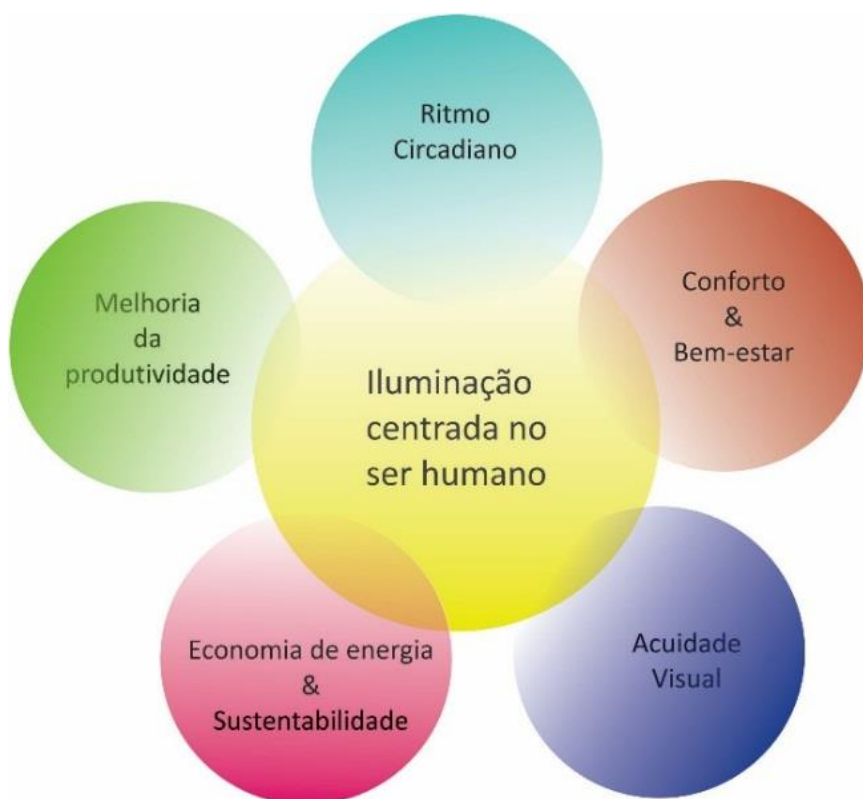 Ritmo
Circadiano
Conforto
&
Bem-estar
Melhoria
da
produtividade
Iluminação
centrada no
ser humano
Economia de energia
&
Sustentabilidade
Acuidade
Visual